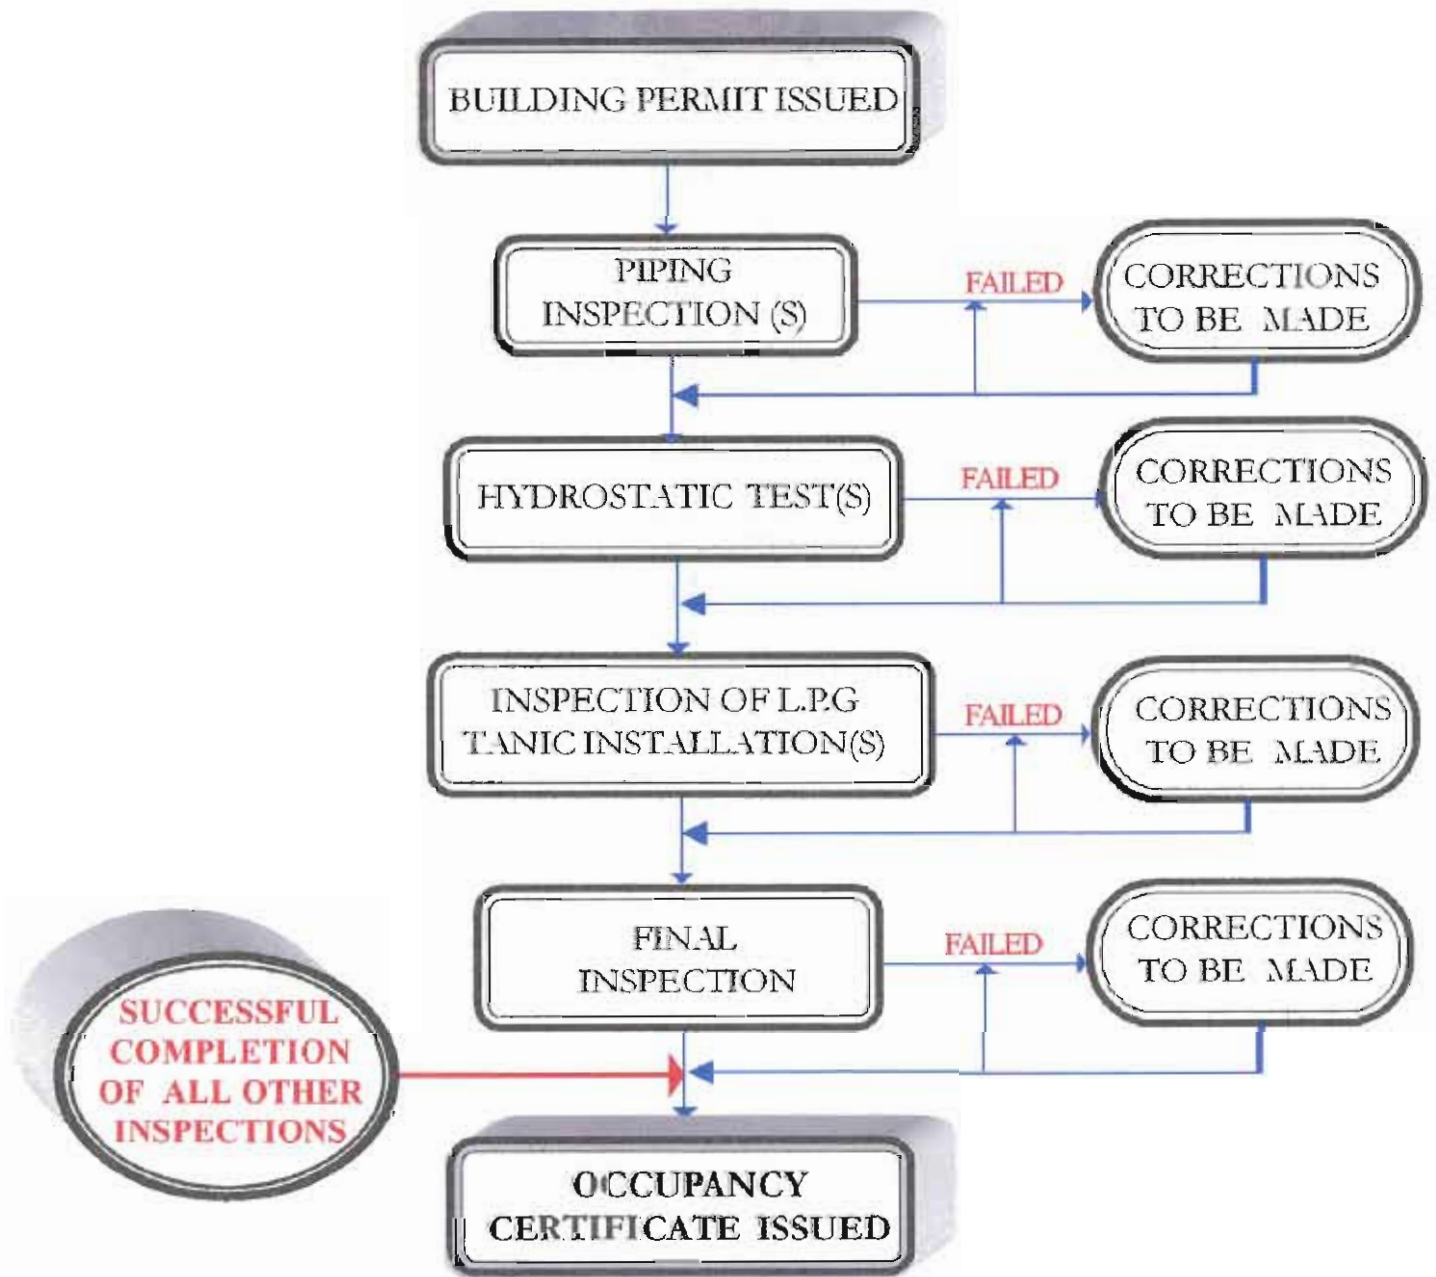 BUILDING PERMIT ISSUED
PIPING
INSPECTION (S)
FAILED
CORRECTIONS
TO BE MADE
HYDROSTATIC TEST(S)
FAILED
CORRECTIONS
TO BE MADE
INSPECTION OF L.P.G
TANIC INSTALLATION(S)
FAILED
CORRECTIONS
TO BE MADE
FINAL
INSPECTION
FAILED
CORRECTIONS
TO BE MADE
SUCCESSFUL
COMPLETION
OF ALL OTHER
INSPECTIONS
OCCUPANCY
CERTIFICATE ISSUED